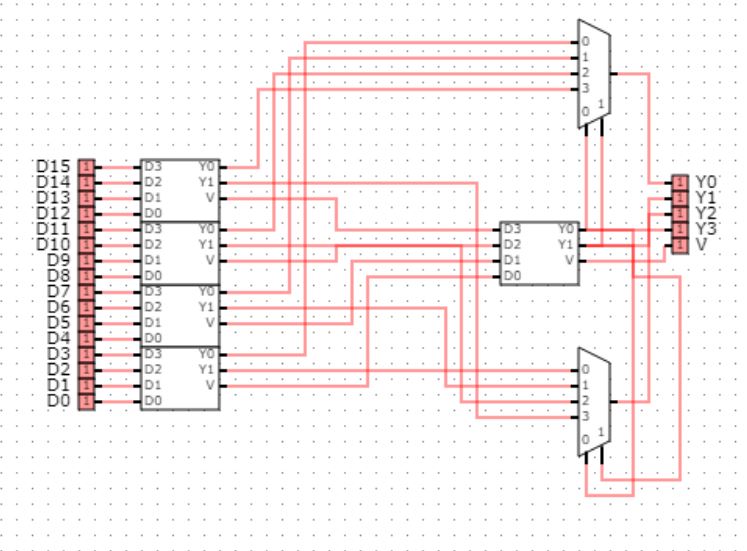 0
1
2
3
0 1
D15 1 D3 Y0
D14 1 D2 Y1 1 Y0
D13 1 D1 V 1 Y1
D12 1 D0 1 Y2
D11 1 D3 Y0 D3 Y0 1 Y3
D10 1 D2 Y1 D2 Y1 1 V
D9 1 D1 V D1 V
D8 1 D0 D0
D7 1 D3 Y0
D6 1 D2 Y1
D5 1 D1 V
D4 1 D0
D3 1 D3 Y0
D2 1 D2 Y1 0
D1 1 D1 V 1
D0 1 D0 2
3
0 1